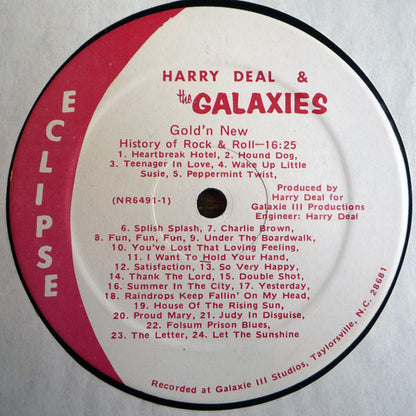 ECLIPSE
HARRY DEAL &
the GALAXIES
Gold'n New
History of Rock & Roll—16:25
1. Heartbreak Hotel, 2. Hound Dog,
3. Teenager In Love, 4. Wake Up Little
Susie, 5. Peppermint Twist,
(NR6491-1)
Produced by
Harry Deal for
Galaxie III Productions
Engineer: Harry Deal
6. Splish Splash, 7. Charlie Brown,
8. Fun, Fun, Fun, 9. Under The Boardwalk,
10. You've Lost That Loving Feeling,
11. I Want To Hold Your Hand,
12. Satisfaction, 13. So Very Happy,
14. Thank The Lord, 15. Double Shot,
16. Summer In The City, 17. Yesterday,
18. Raindrops Keep Fallin' On My Head,
19. House Of The Rising Sun,
20. Proud Mary, 21. Judy In Disguise,
22. Folsum Prison Blues,
23. The Letter, 24. Let The Sunshine
Recorded at Galaxie III Studios, Taylorsville, N.C. 28681